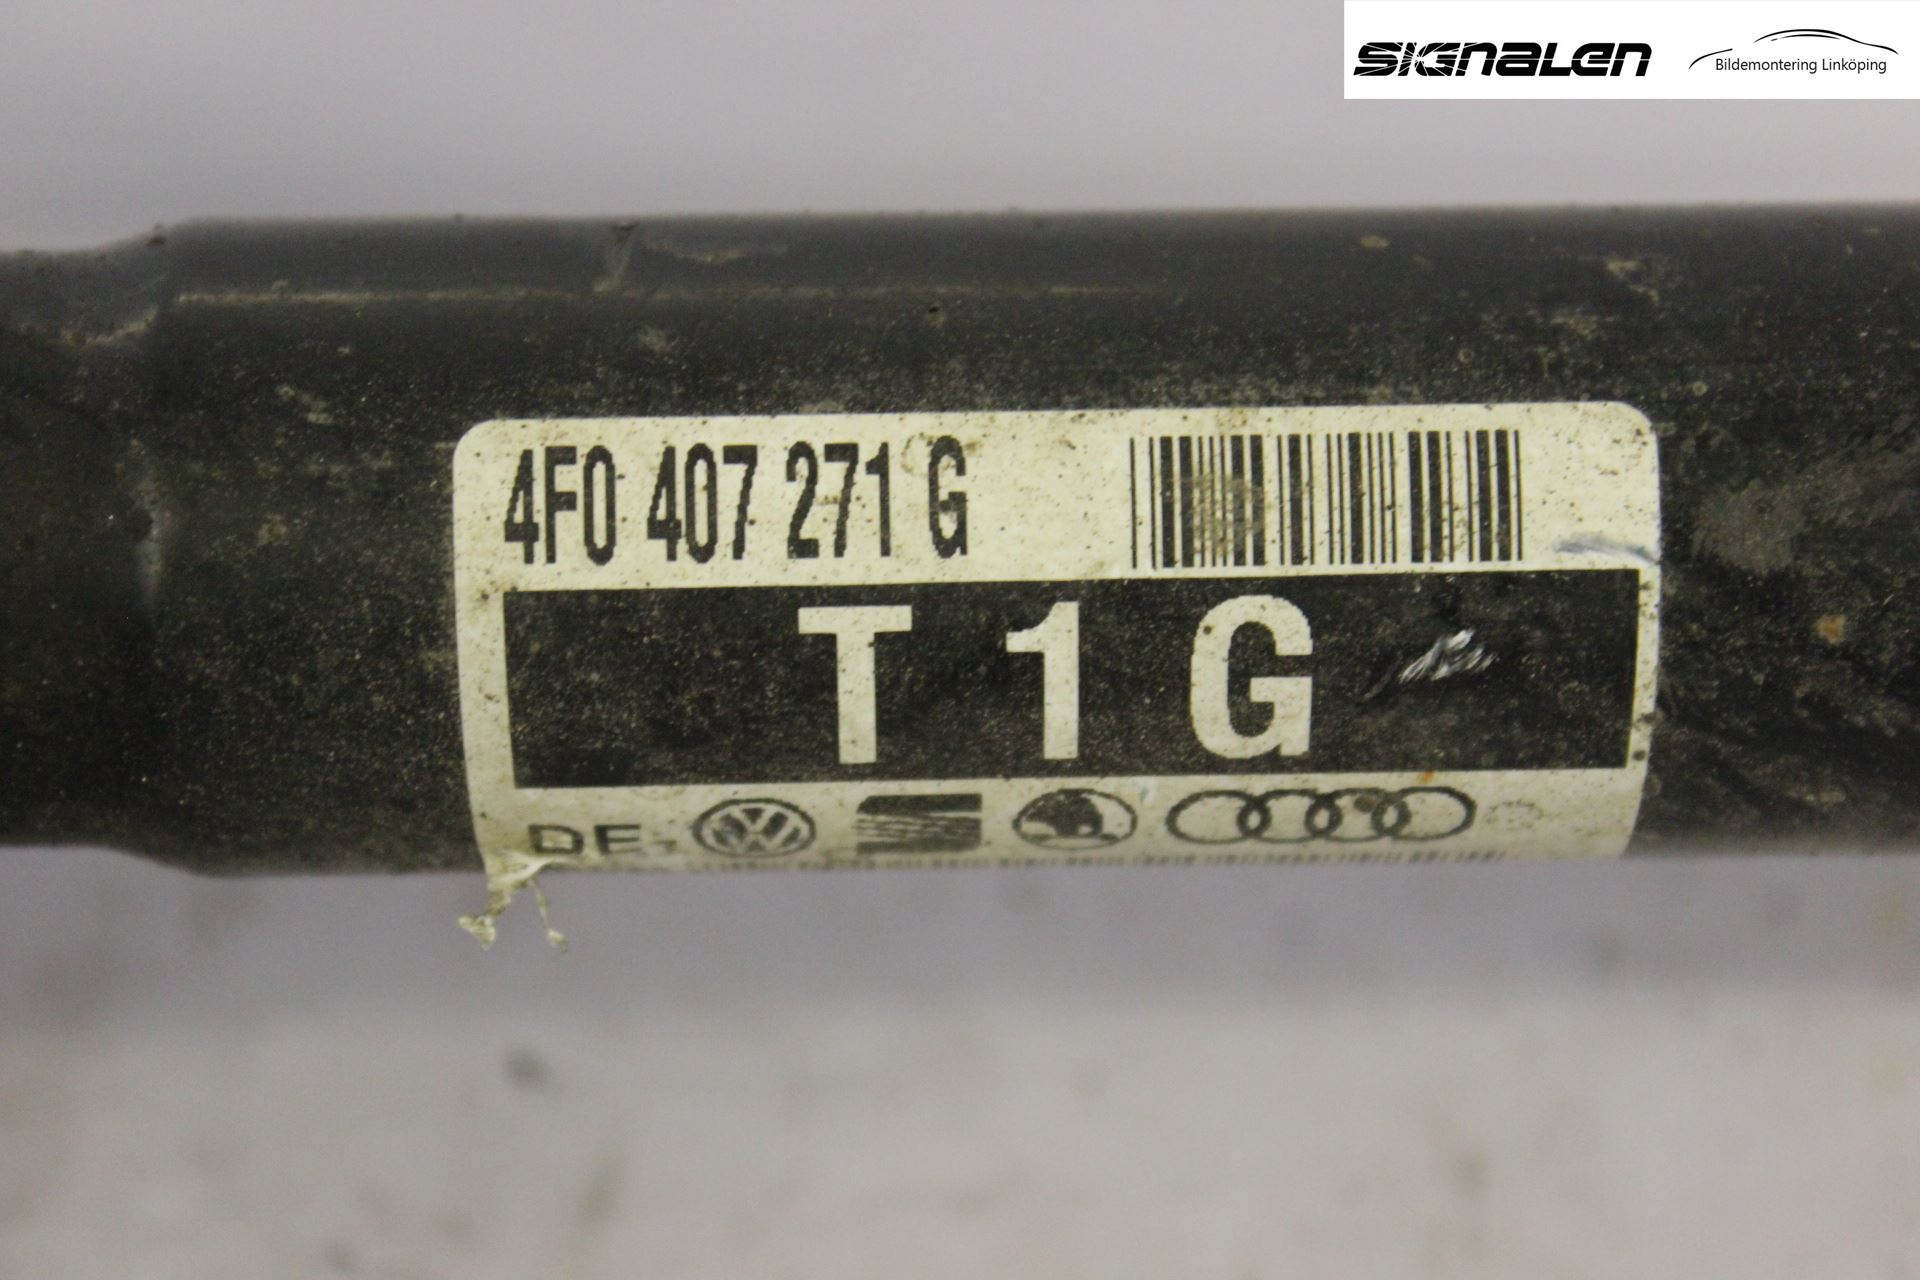 SIGNALEN
Bildemontering Linköping
4F0 407 271 G
T 1 G
DE,